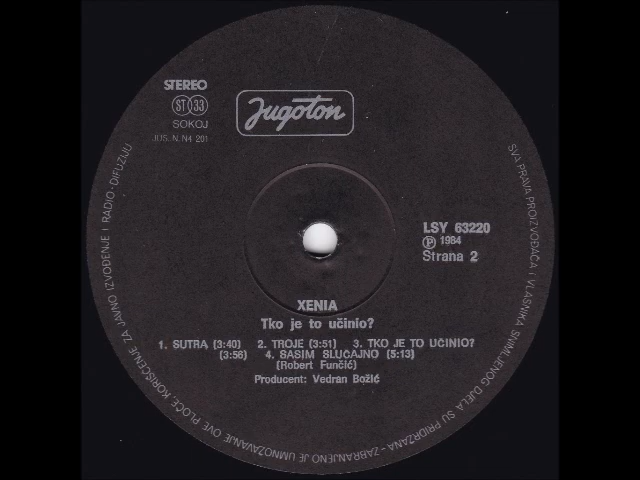 STEREO
ST 33
SOKOJ
JUS. N. N4 201
Jugoton
LSY 63220
℗ 1984
Strana 2
XENIA
Tko je to učinio?
1. SUTRA (3:40) 2. TROJE (3:51) 3. TKO JE TO UČINIO?
(3:56) 4. SASIM SLUČAJNO (5:13)
(Robert Funčić)
Producent: Vedran Božić
SVA PRAVA PROIZVOĐAČA I VLASNIKA SNIMLJENOG DJELA SU PRIDRŽANA - ZABRANJENO JE UMNOŽAVANJE OVE PLOČE, KORIŠĆENJE ZA JAVNO IZVOĐENJE I RADIO-DIFUZIJU